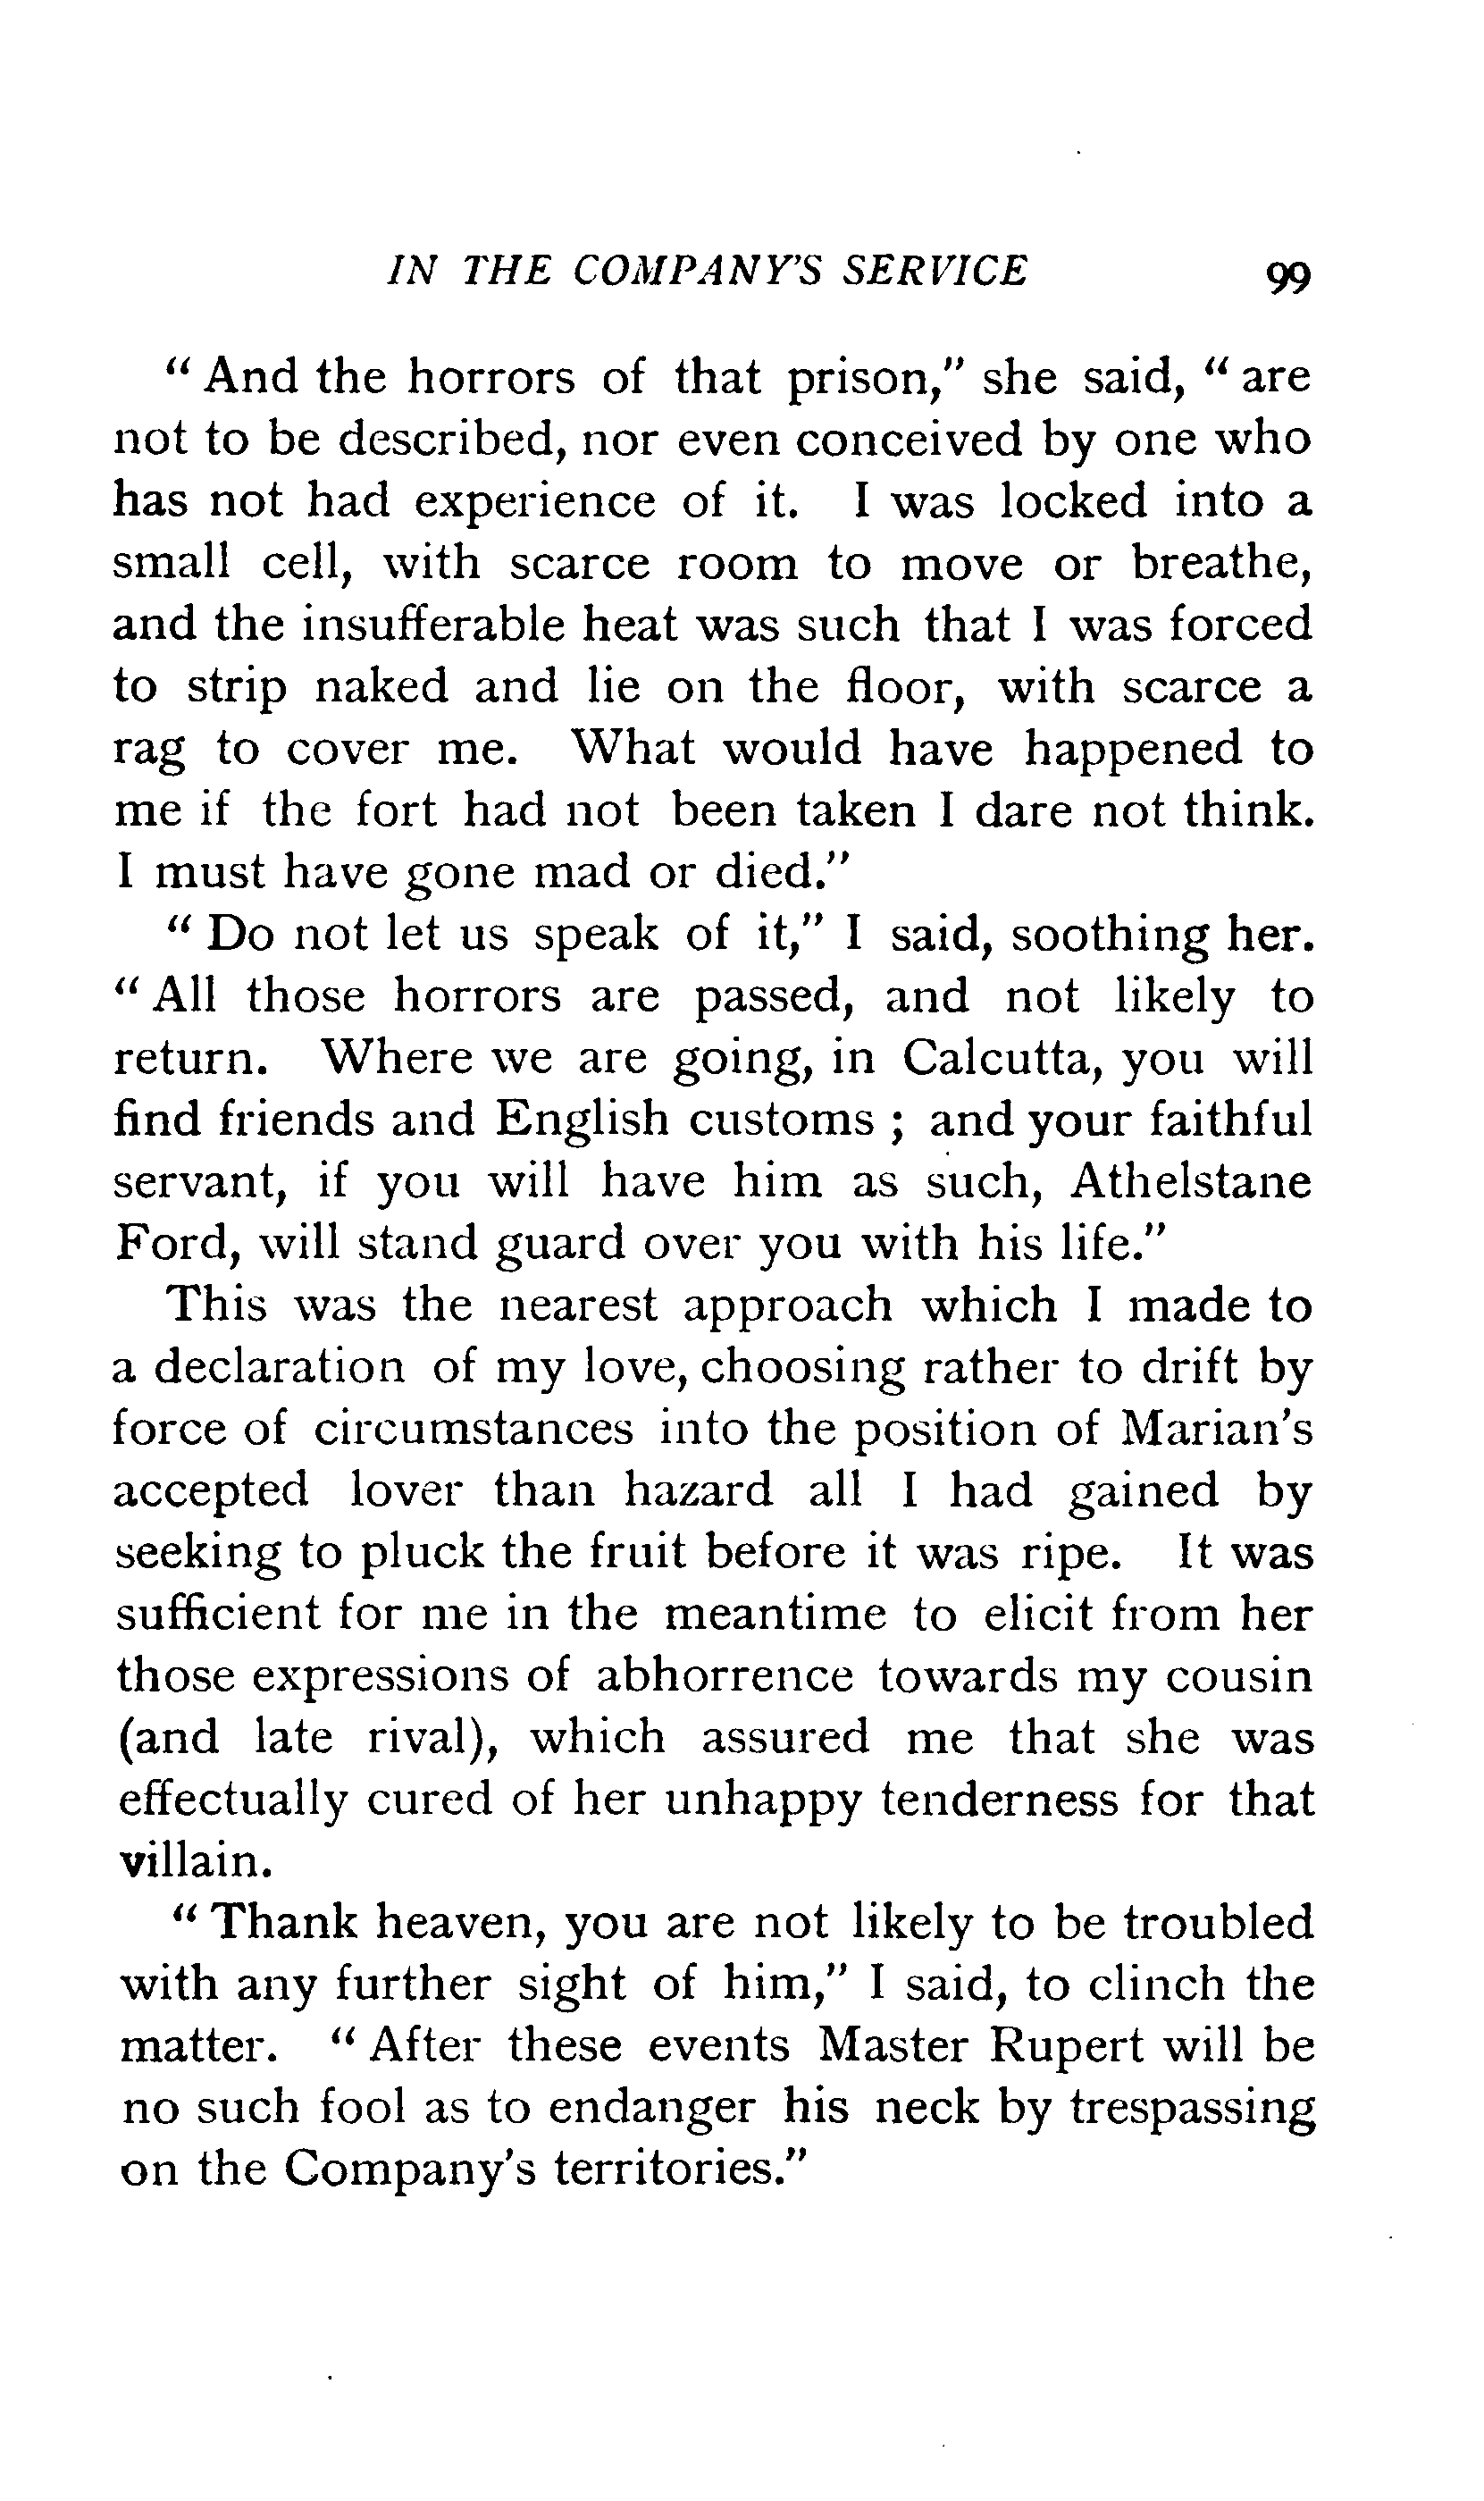 IN THE COMPANY'S SERVICE 99
" And the horrors of that prison," she said, " are
not to be described, nor even conceived by one who
has not had experience of it. I was locked into a
small cell, with scarce room to move or breathe,
and the insufferable heat was such that I was forced
to strip naked and lie on the floor, with scarce a
rag to cover me. What would have happened to
me if the fort had not been taken I dare not think.
I must have gone mad or died."
" Do not let us speak of it," I said, soothing her.
" All those horrors are passed, and not likely to
return. Where we are going, in Calcutta, you will
find friends and English customs ; and your faithful
servant, if you will have him as such, Athelstane
Ford, will stand guard over you with his life."
This was the nearest approach which I made to
a declaration of my love, choosing rather to drift by
force of circumstances into the position of Marian's
accepted lover than hazard all I had gained by
seeking to pluck the fruit before it was ripe. It was
sufficient for me in the meantime to elicit from her
those expressions of abhorrence towards my cousin
(and late rival), which assured me that she was
effectually cured of her unhappy tenderness for that
villain.
" Thank heaven, you are not likely to be troubled
with any further sight of him," I said, to clinch the
matter. " After these events Master Rupert will be
no such fool as to endanger his neck by trespassing
on the Company's territories."